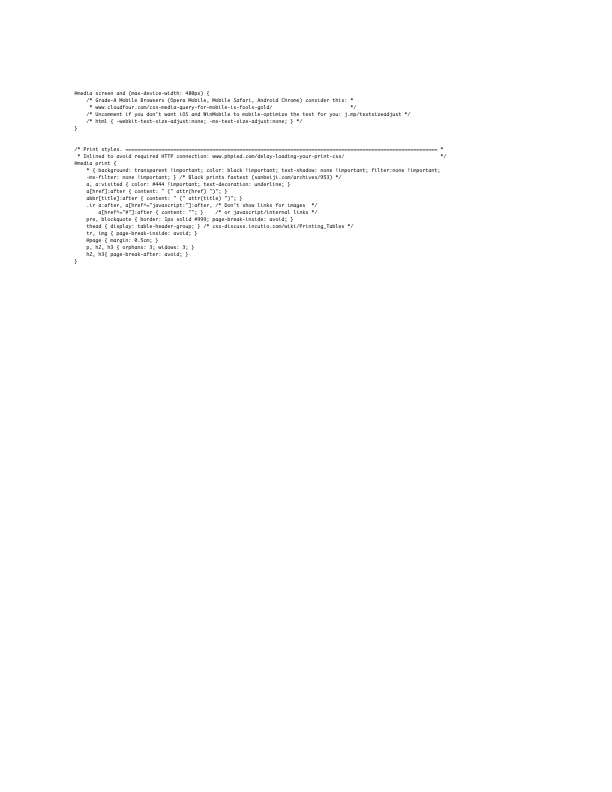 @media screen and (max-device-width: 480px) {
/* Grade-A Mobile Browsers (Opera Mobile, Mobile Safari, Android Chrome) consider this: *
* www.cloudfour.com/css-media-query-for-mobile-is-fools-gold/ */
/* Uncomment if you don't want iOS and WinMobile to mobile-optimize the text for you: j.mp/textsizeadjust */
/* html { -webkit-text-size-adjust:none; -ms-text-size-adjust:none; } */
}
/* Print styles. ======================================================================================================== *
* Inlined to avoid required HTTP connection: www.phpied.com/delay-loading-your-print-css/ */
@media print {
* { background: transparent !important; color: black !important; text-shadow: none !important; filter:none !important;
-ms-filter: none !important; } /* Black prints faster (sanbeiji.com/archives/953) */
a, a:visited { color: #444 !important; text-decoration: underline; }
a[href]:after { content: " (" attr(href) ")"; }
abbr[title]:after { content: " (" attr(title) ")"; }
.ir a:after, a[href^="javascript:"]:after, /* Don't show links for images */
a[href^="#"]:after { content: ""; } /* or javascript/internal links */
pre, blockquote { border: 1px solid #999; page-break-inside: avoid; }
thead { display: table-header-group; } /* css-discuss.incutio.com/wiki/Printing_Tables */
tr, img { page-break-inside: avoid; }
@page { margin: 0.5cm; }
p, h2, h3 { orphans: 3; widows: 3; }
h2, h3{ page-break-after: avoid; }
}